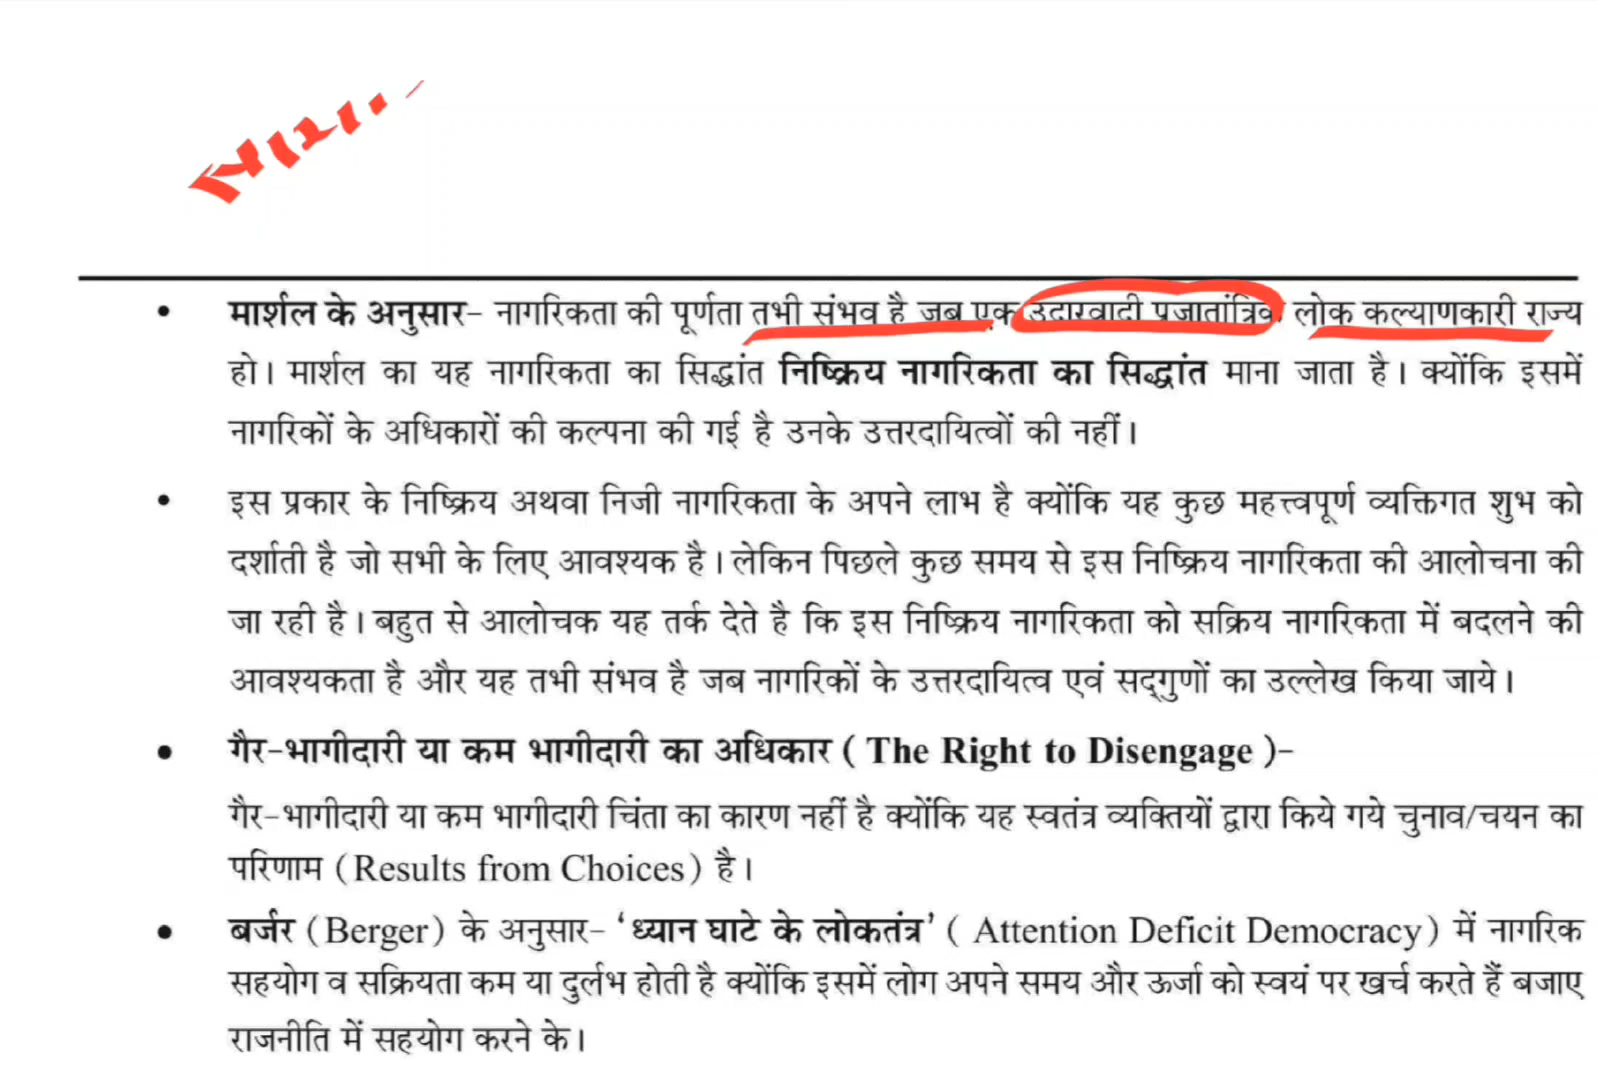 • मार्शल के अनुसार- नागरिकता की पूर्णता तभी संभव है जब एक उदारवादी प्रजातांत्रिक लोक कल्याणकारी राज्य
हो। मार्शल का यह नागरिकता का सिद्धांत निष्क्रिय नागरिकता का सिद्धांत माना जाता है। क्योंकि इसमें
नागरिकों के अधिकारों की कल्पना की गई है उनके उत्तरदायित्वों की नहीं।
• इस प्रकार के निष्क्रिय अथवा निजी नागरिकता के अपने लाभ है क्योंकि यह कुछ महत्त्वपूर्ण व्यक्तिगत शुभ को
दर्शाती है जो सभी के लिए आवश्यक है। लेकिन पिछले कुछ समय से इस निष्क्रिय नागरिकता की आलोचना की
जा रही है। बहुत से आलोचक यह तर्क देते है कि इस निष्क्रिय नागरिकता को सक्रिय नागरिकता में बदलने की
आवश्यकता है और यह तभी संभव है जब नागरिकों के उत्तरदायित्व एवं सद्‌गुणों का उल्लेख किया जाये।
• गैर-भागीदारी या कम भागीदारी का अधिकार ( The Right to Disengage )-
गैर-भागीदारी या कम भागीदारी चिंता का कारण नहीं है क्योंकि यह स्वतंत्र व्यक्तियों द्वारा किये गये चुनाव/चयन का
परिणाम (Results from Choices) है।
• बर्जर (Berger) के अनुसार- ‘ध्यान घाटे के लोकतंत्र’ ( Attention Deficit Democracy) में नागरिक
सहयोग व सक्रियता कम या दुर्लभ होती है क्योंकि इसमें लोग अपने समय और ऊर्जा को स्वयं पर खर्च करते हैं बजाए
राजनीति में सहयोग करने के।